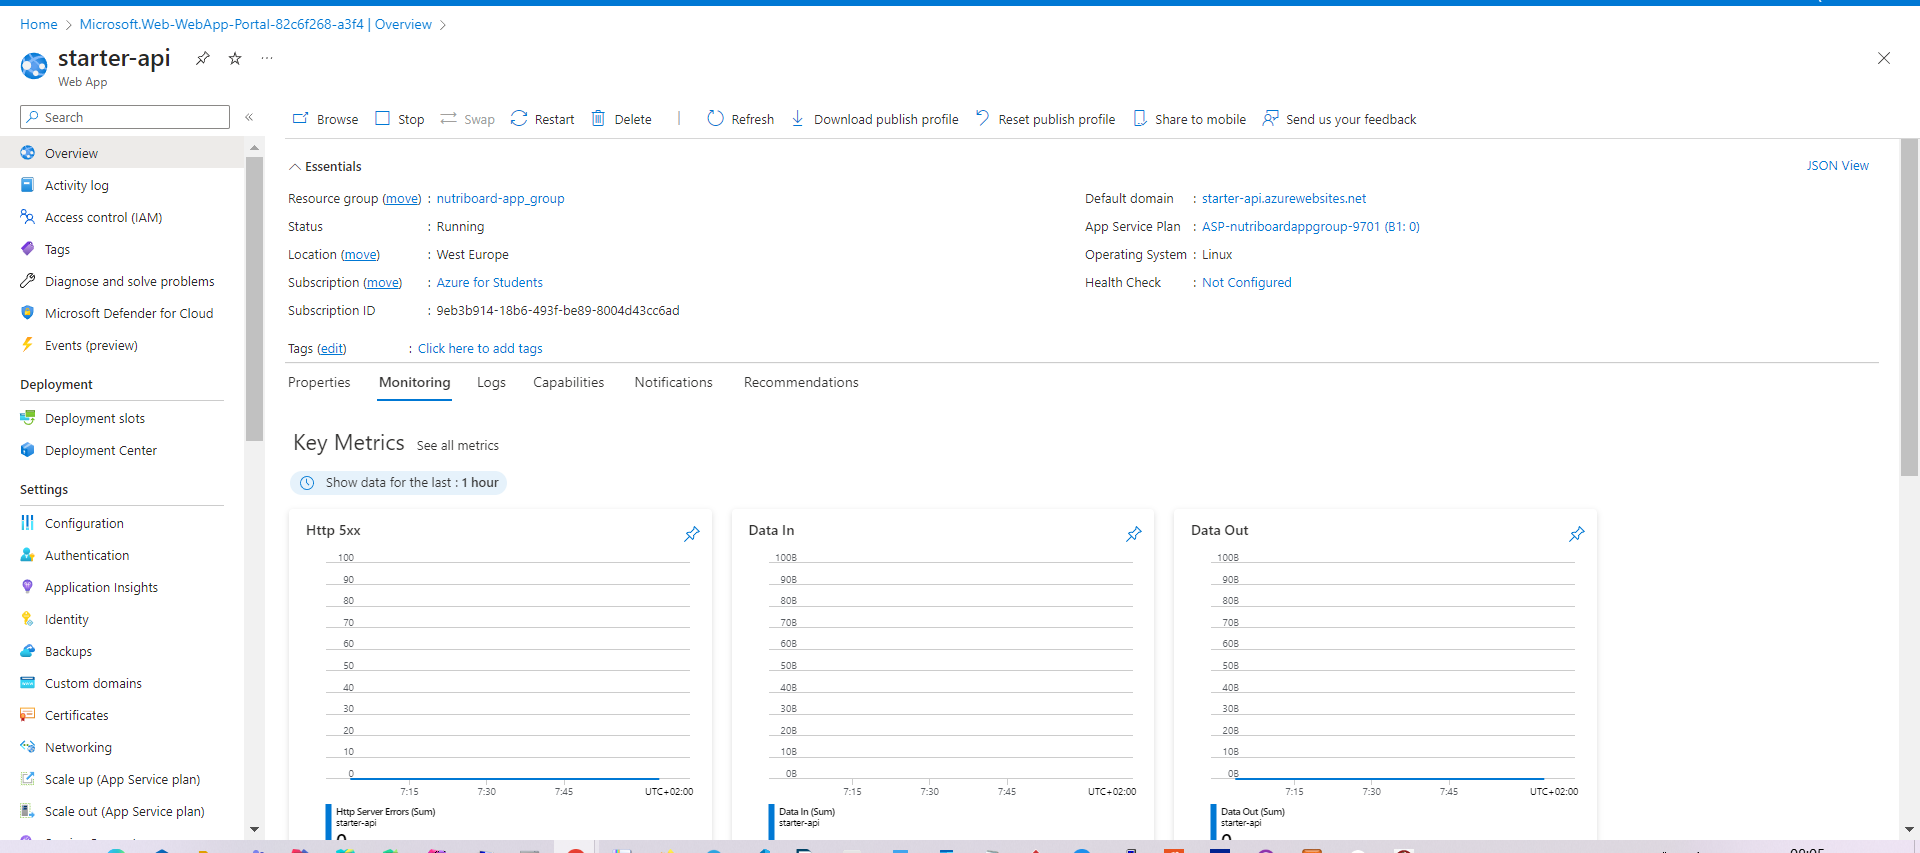 Home > Microsoft.Web-WebApp-Portal-82c6f268-a3f4 | Overview >
starter-api
Web App
Search
Browse Stop Swap Restart Delete Refresh Download publish profile Reset publish profile Share to mobile Send us your feedback
Overview
Activity log
Access control (IAM)
Tags
Diagnose and solve problems
Microsoft Defender for Cloud
Events (preview)
Deployment
Deployment slots
Deployment Center
Settings
Configuration
Authentication
Application Insights
Identity
Backups
Custom domains
Certificates
Networking
Scale up (App Service plan)
Scale out (App Service plan)
Essentials
JSON View
Resource group (move) : nutriboard-app_group
Status : Running
Location (move) : West Europe
Subscription (move) : Azure for Students
Subscription ID : 9eb3b914-18b6-493f-be89-8004d43cc6ad
Default domain : starter-api.azurewebsites.net
App Service Plan : ASP-nutriboardappgroup-9701 (B1: 0)
Operating System : Linux
Health Check : Not Configured
Tags (edit) : Click here to add tags
Properties Monitoring Logs Capabilities Notifications Recommendations
Key Metrics See all metrics
Show data for the last : 1 hour
Http 5xx
100
90
80
70
60
50
40
30
20
10
0
7:15 7:30 7:45 UTC+02:00
Http Server Errors (Sum)
starter-api
0
Data In
100B
90B
80B
70B
60B
50B
40B
30B
20B
10B
0B
7:15 7:30 7:45 UTC+02:00
Data In (Sum)
starter-api
Data Out
100B
90B
80B
70B
60B
50B
40B
30B
20B
10B
0B
7:15 7:30 7:45 UTC+02:00
Data Out (Sum)
starter-api
0